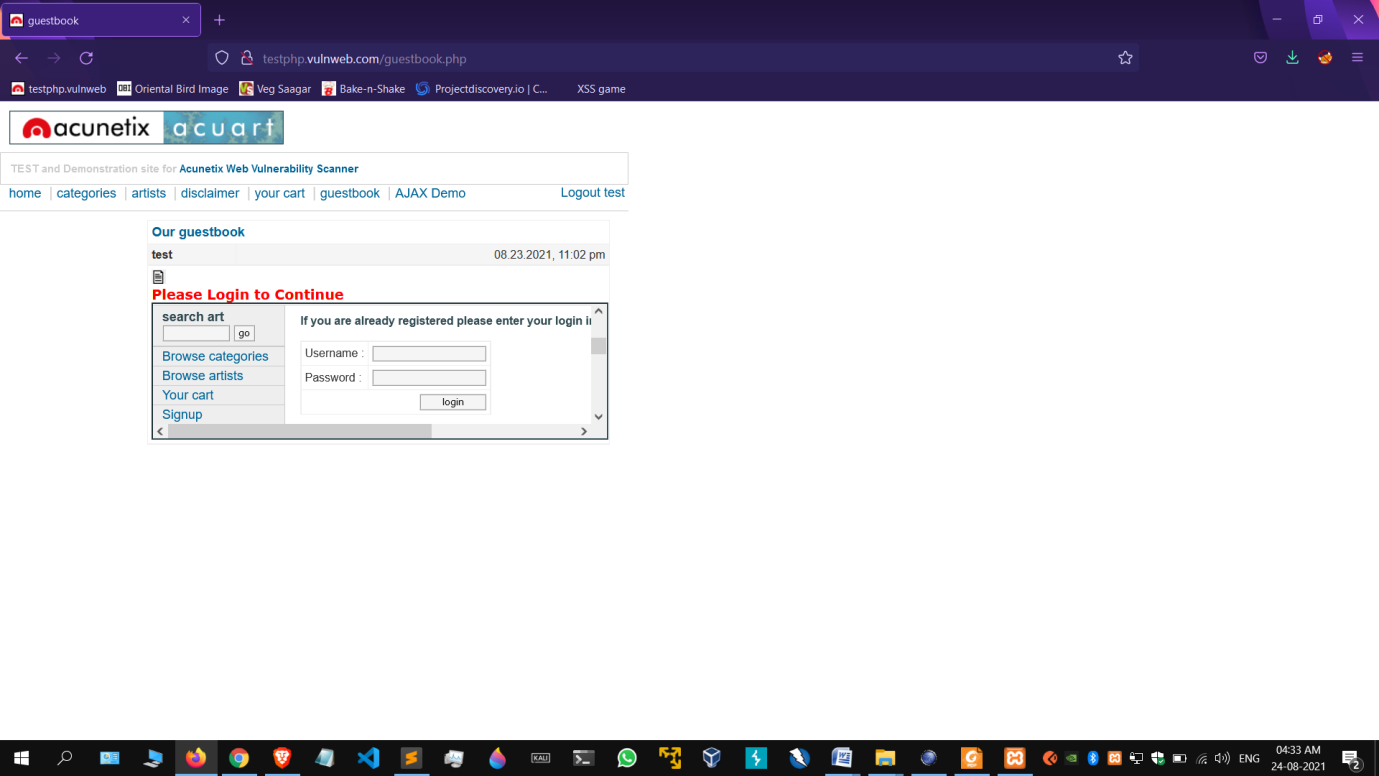 guestbook
testphp.vulnweb.com/guestbook.php
testphp.vulnweb
OBI Oriental Bird Image
Veg Saagar
Bake-n-Shake
Projectdiscovery.io | C...
XSS game
acunetix acuart
TEST and Demonstration site for Acunetix Web Vulnerability Scanner
home | categories | artists | disclaimer | your cart | guestbook | AJAX Demo
Logout test
Our guestbook
test
08.23.2021, 11:02 pm
Please Login to Continue
search art
go
Browse categories
Browse artists
Your cart
Signup
If you are already registered please enter your login
Username :
Password :
login
KALI
ENG
04:33 AM
24-08-2021
2